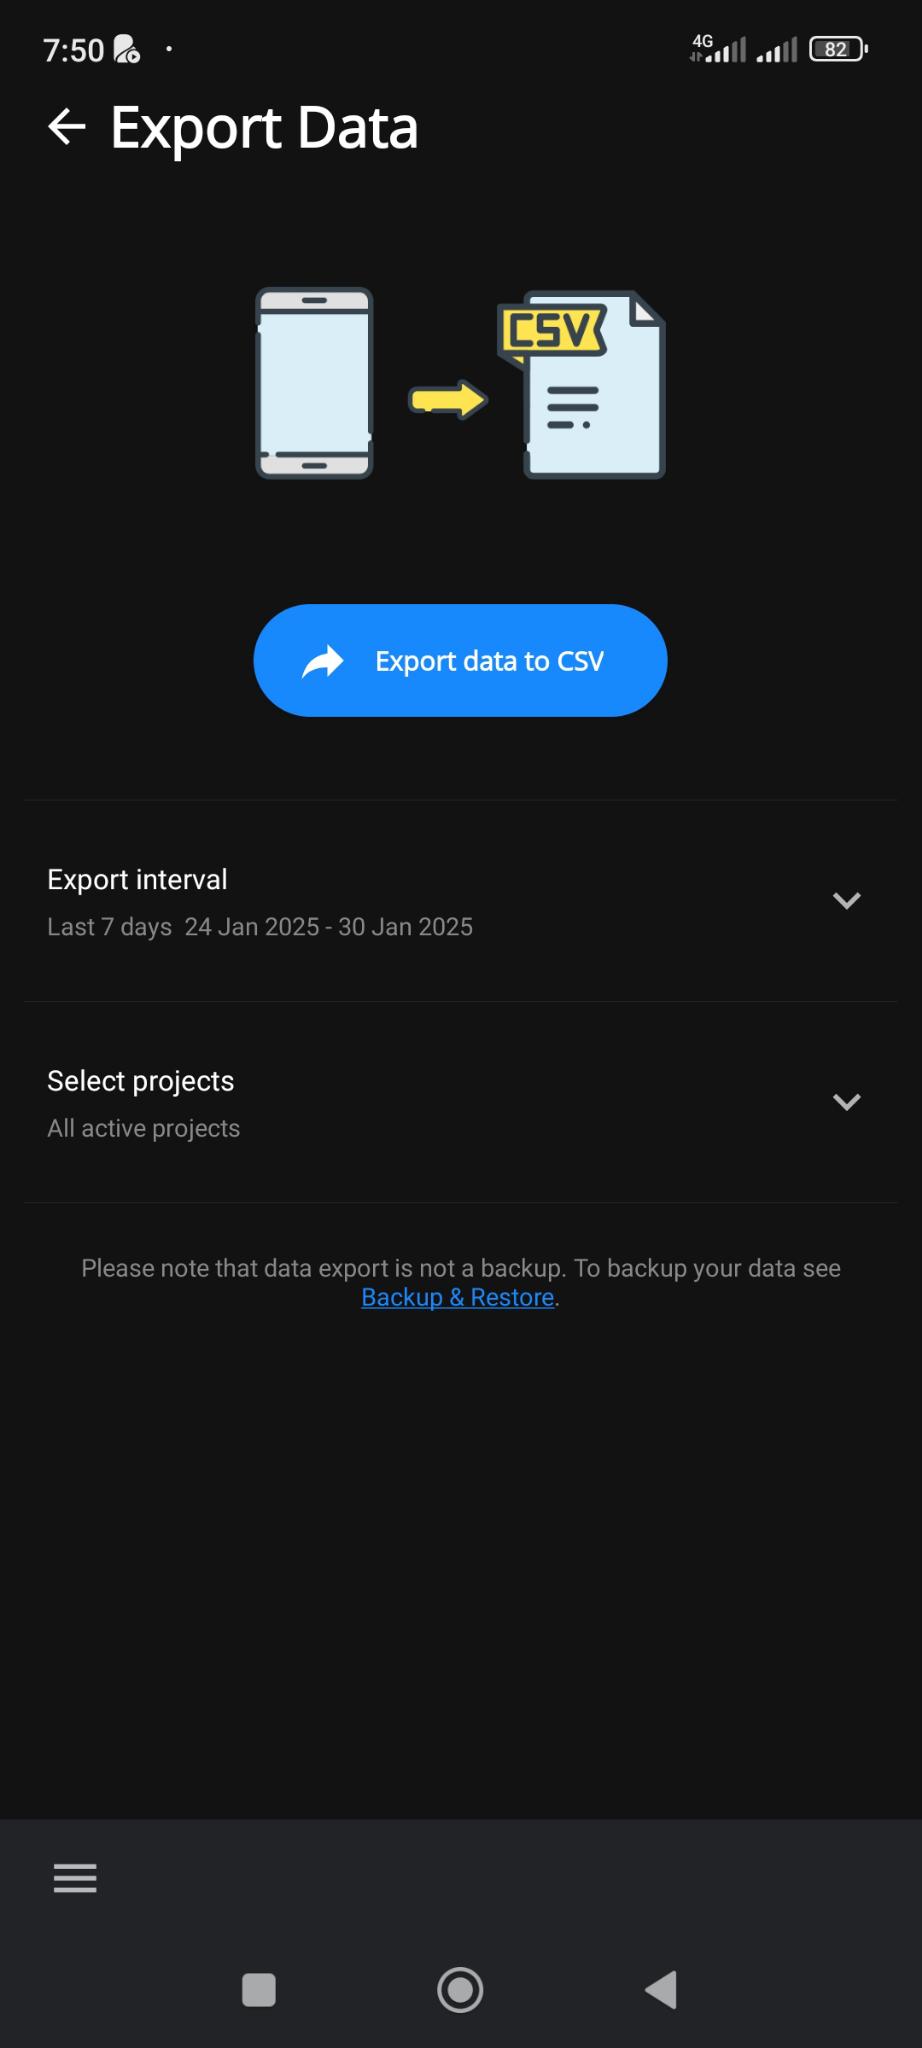 7:50
4G
82
Export Data
CSV
Export data to CSV
Export interval
Last 7 days 24 Jan 2025 - 30 Jan 2025
Select projects
All active projects
Please note that data export is not a backup. To backup your data see
Backup & Restore.